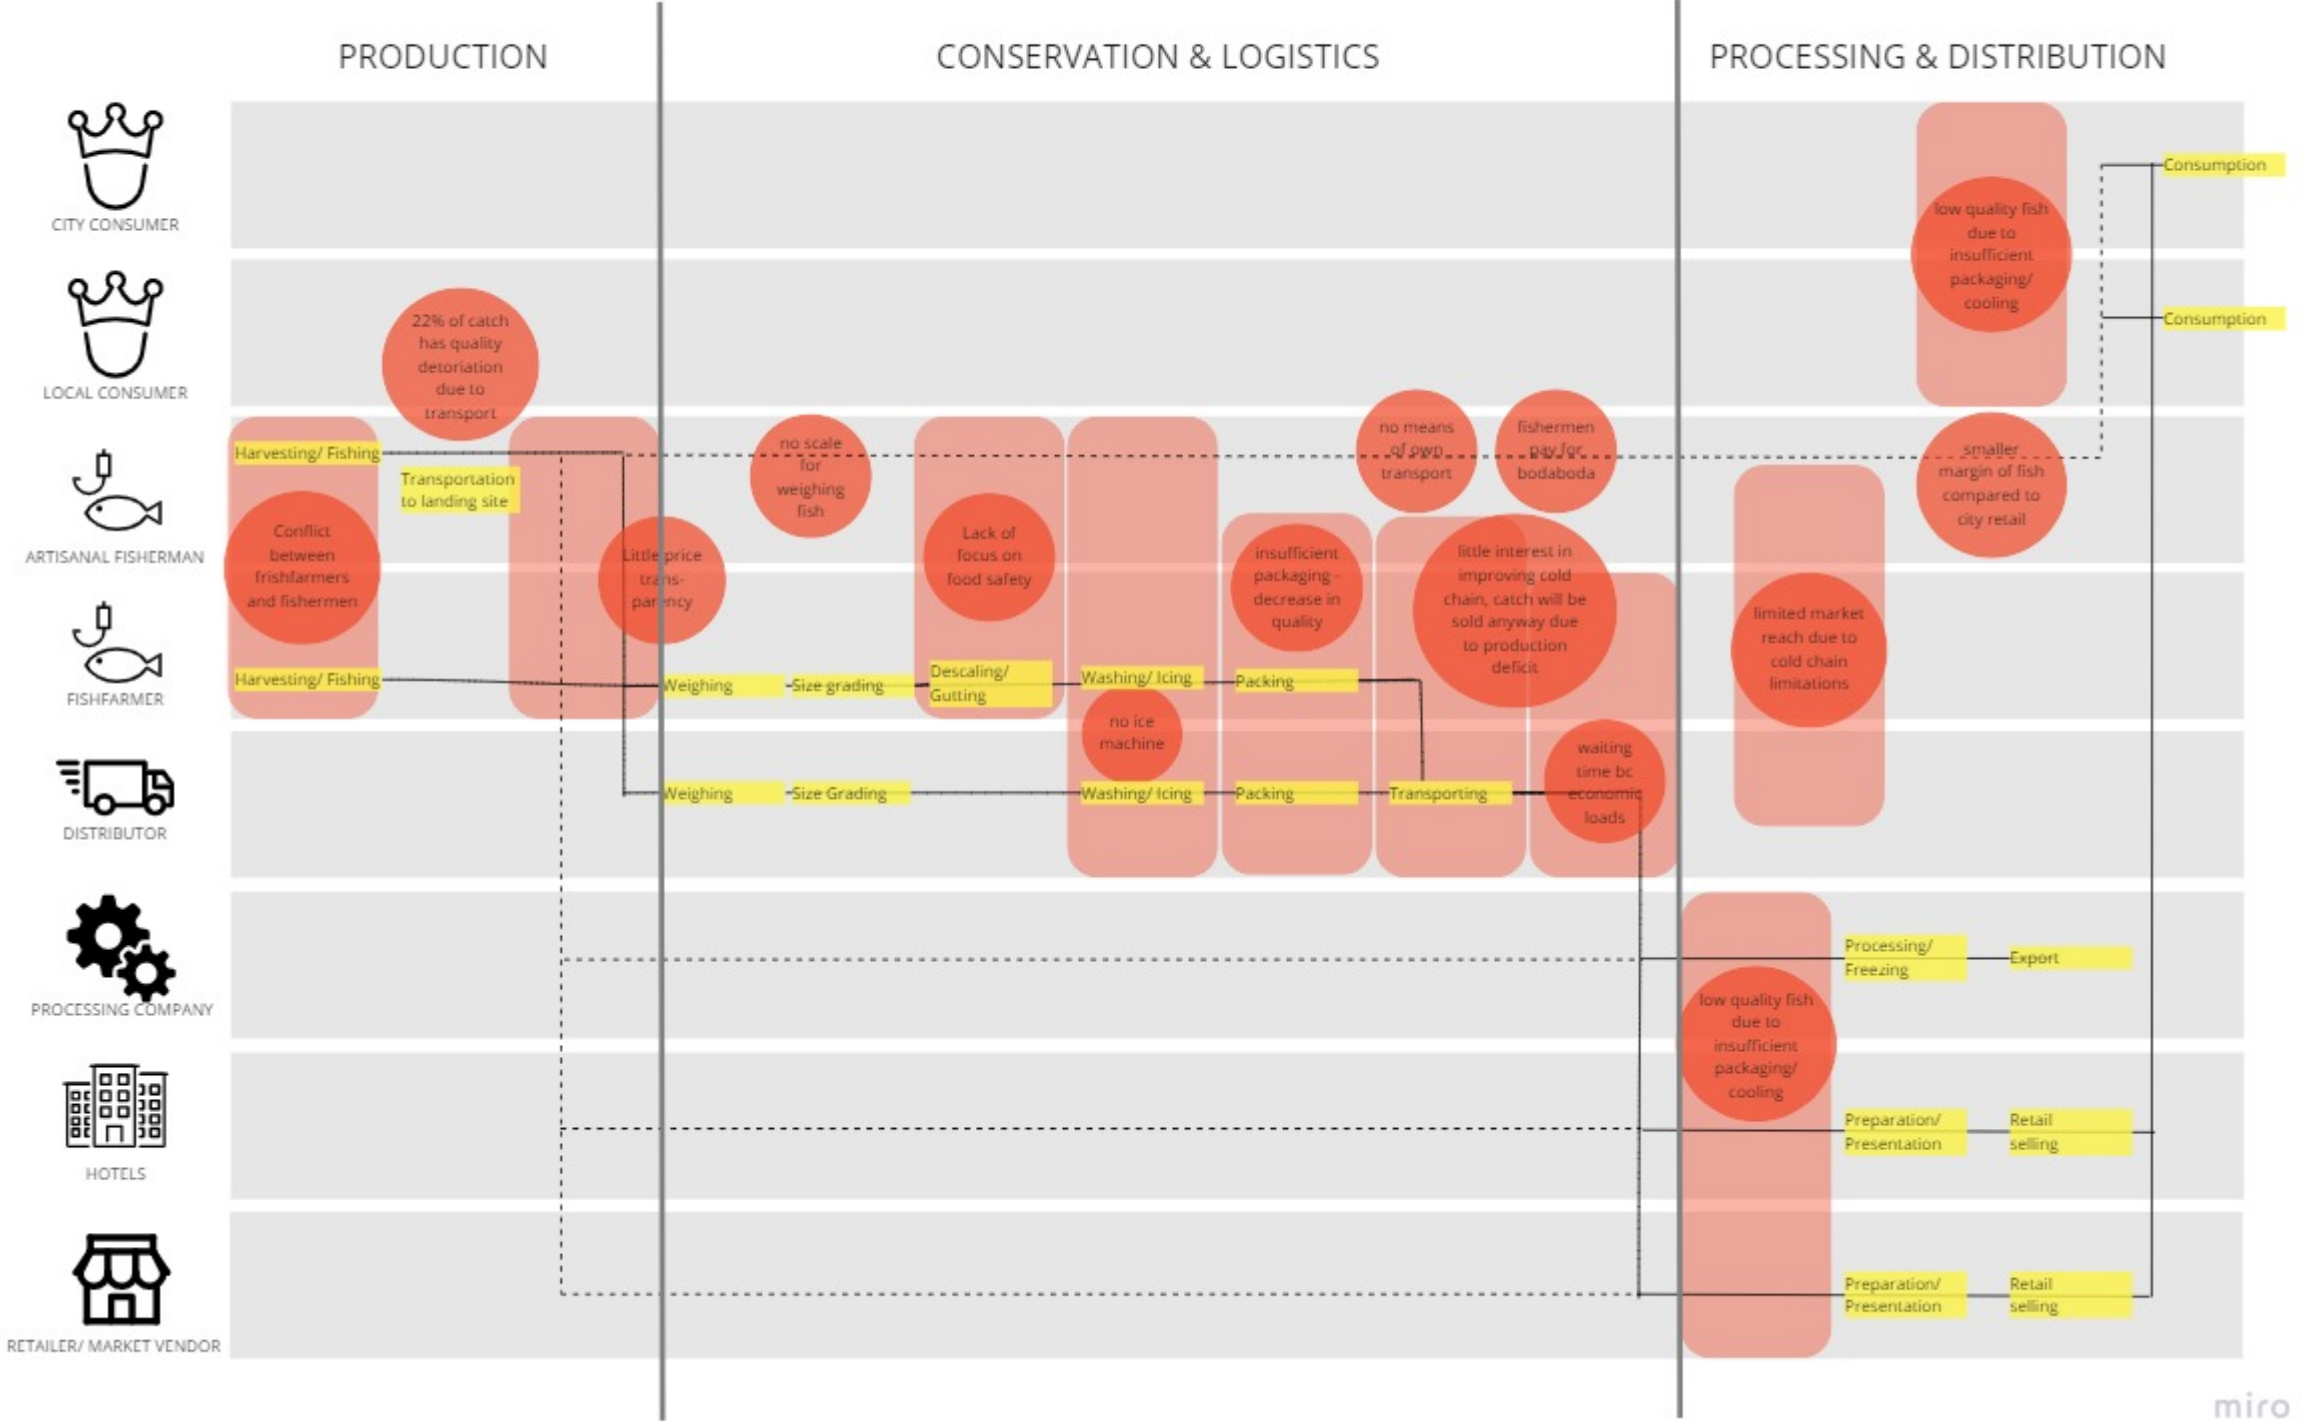 PRODUCTION
CONSERVATION & LOGISTICS
PROCESSING & DISTRIBUTION
CITY CONSUMER
low quality fish
due to
insufficient
packaging/
cooling
Consumption
LOCAL CONSUMER
22% of catch
has quality
detoriation
due to
transport
Consumption
ARTISANAL FISHERMAN
Harvesting/ Fishing
Transportation
to landing site
Conflict
between
frishfarmers
and fishermen
Little price
trans-
parency
no scale
for
weighing
fish
Lack of
focus on
food safety
insufficient
packaging -
decrease in
quality
no means
of own
transport
fishermen
pay for
bodaboda
little interest in
improving cold
chain, catch will be
sold anyway due
to production
deficit
smaller
margin of fish
compared to
city retail
limited market
reach due to
cold chain
limitations
FISHFARMER
Harvesting/ Fishing
Weighing
Size grading
Descaling/
Gutting
Washing/ Icing
Packing
no ice
machine
waiting
time bc
economic
loads
DISTRIBUTOR
Weighing
Size Grading
Washing/ Icing
Packing
Transporting
PROCESSING COMPANY
low quality fish
due to
insufficient
packaging/
cooling
Processing/
Freezing
Export
HOTELS
Preparation/
Presentation
Retail
selling
RETAILER/ MARKET VENDOR
Preparation/
Presentation
Retail
selling
miro